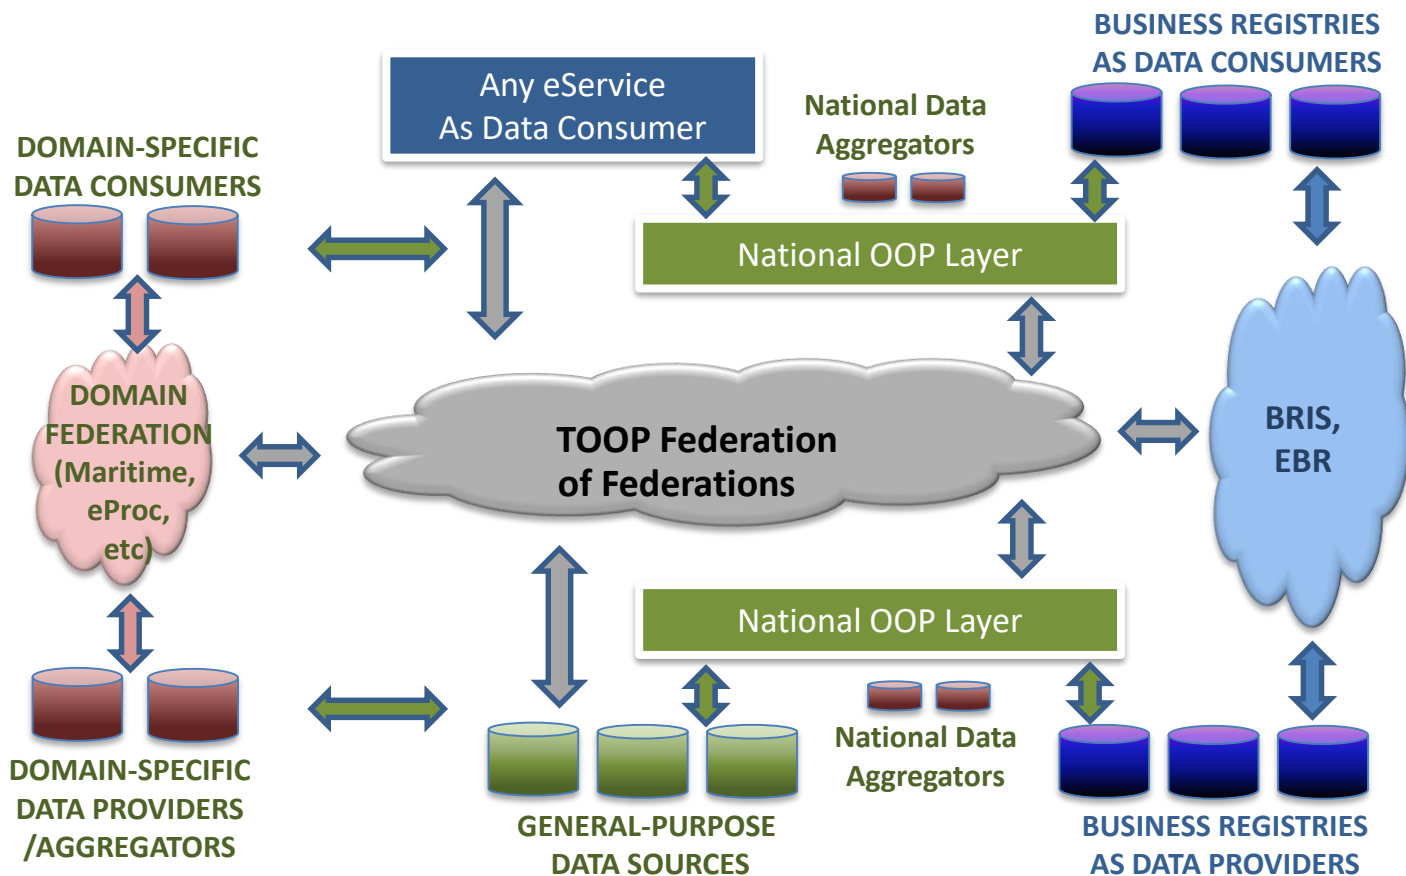 BUSINESS REGISTRIES
AS DATA CONSUMERS
Any eService
As Data Consumer
National Data
Aggregators
DOMAIN-SPECIFIC
DATA CONSUMERS
National OOP Layer
DOMAIN
FEDERATION
(Maritime,
eProc,
etc)
TOOP Federation
of Federations
BRIS,
EBR
National OOP Layer
National Data
Aggregators
DOMAIN-SPECIFIC
DATA PROVIDERS
/AGGREGATORS
GENERAL-PURPOSE
DATA SOURCES
BUSINESS REGISTRIES
AS DATA PROVIDERS